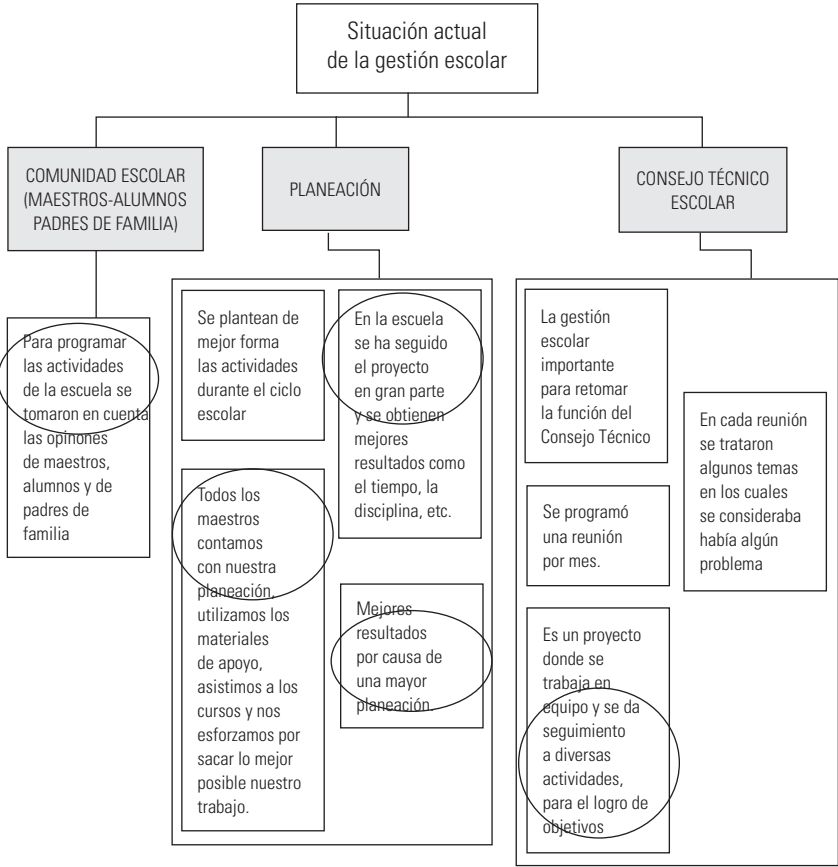 Situación actual
de la gestión escolar
COMUNIDAD ESCOLAR
(MAESTROS-ALUMNOS
PADRES DE FAMILIA)
PLANEACIÓN
CONSEJO TÉCNICO
ESCOLAR
Para programar
las actividades
de la escuela se
tomaron en cuenta
las opinones
de maestros,
alumnos y de
padres de
familia
Se plantean de
mejor forma
las actividades
durante el ciclo
escolar
Todos los
maestros
contamos
con nuestra
planeación,
utilizamos los
materiales
de apoyo,
asistimos a los
cursos y nos
esforzamos por
sacar lo mejor
posible nuestro
trabajo.
En la escuela
se ha seguido
el proyecto
en gran parte
y se obtienen
mejores
resultados como
el tiempo, la
disciplina, etc.
Mejores
resultados
por causa de
una mayor
planeación.
La gestión
escolar
importante
para retomar
la función del
Consejo Técnico
Se programó
una reunión
por mes.
Es un proyecto
donde se
trabaja en
equipo y se da
seguimiento
a diversas
actividades,
para el logro de
objetivos
En cada reunión
se trataron
algunos temas
en los cuales
se consideraba
había algún
problema